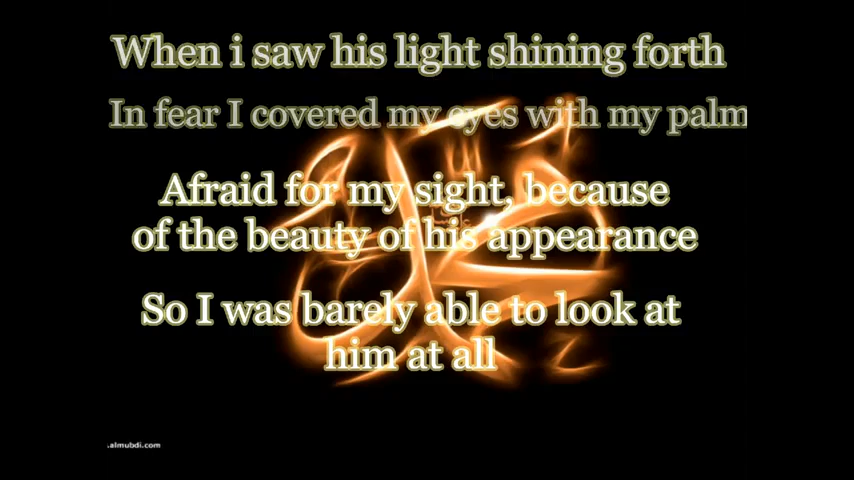 When i saw his light shining forth
In fear I covered my eyes with my palm
Afraid for my sight, because
of the beauty of his appearance
So I was barely able to look at
him at all
محمد
.almubdi.com